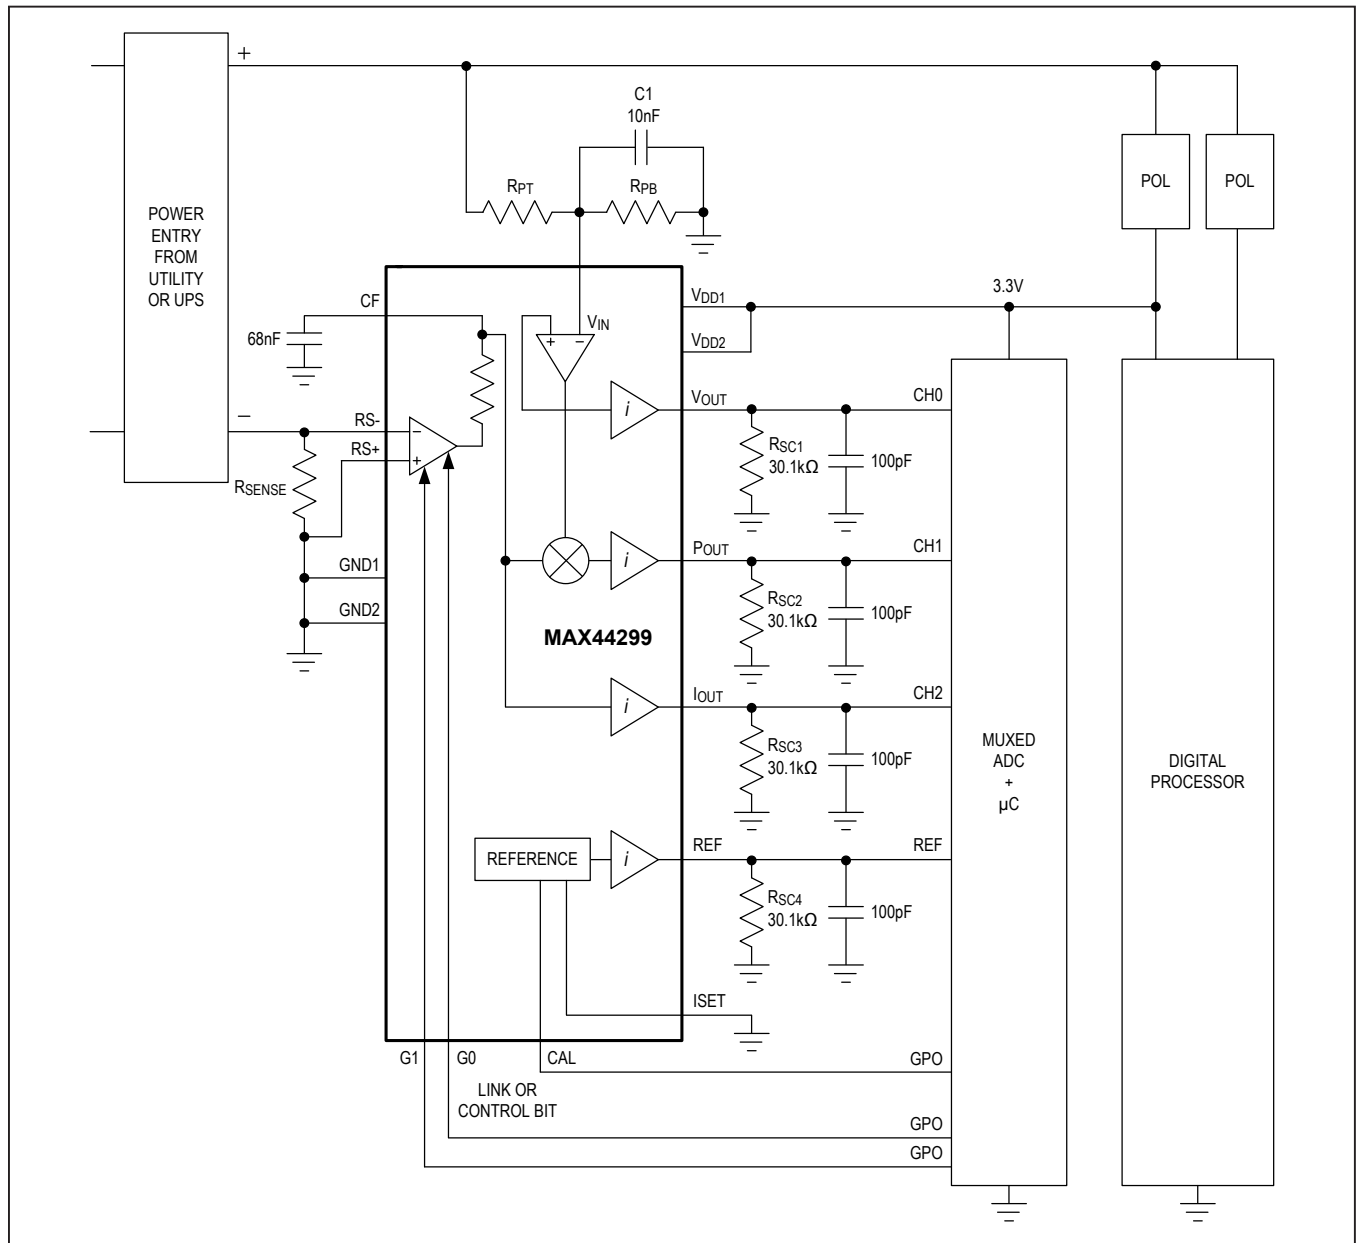 +
C1
10nF
RPT
RPB
POL
POL
POWER
ENTRY
FROM
UTILITY
OR UPS
CF
VDD1
3.3V
68nF
VIN
VDD2
+
−
−
RS-
−
RS+
+
i
VOUT
CH0
RSC1
30.1kΩ
100pF
RSENSE
GND1
i
POUT
CH1
GND2
RSC2
30.1kΩ
100pF
MAX44299
i
IOUT
CH2
RSC3
30.1kΩ
100pF
MUXED
ADC
+
µC
DIGITAL
PROCESSOR
REFERENCE
i
REF
REF
RSC4
30.1kΩ
100pF
ISET
G1
G0
CAL
GPO
LINK OR
CONTROL BIT
GPO
GPO